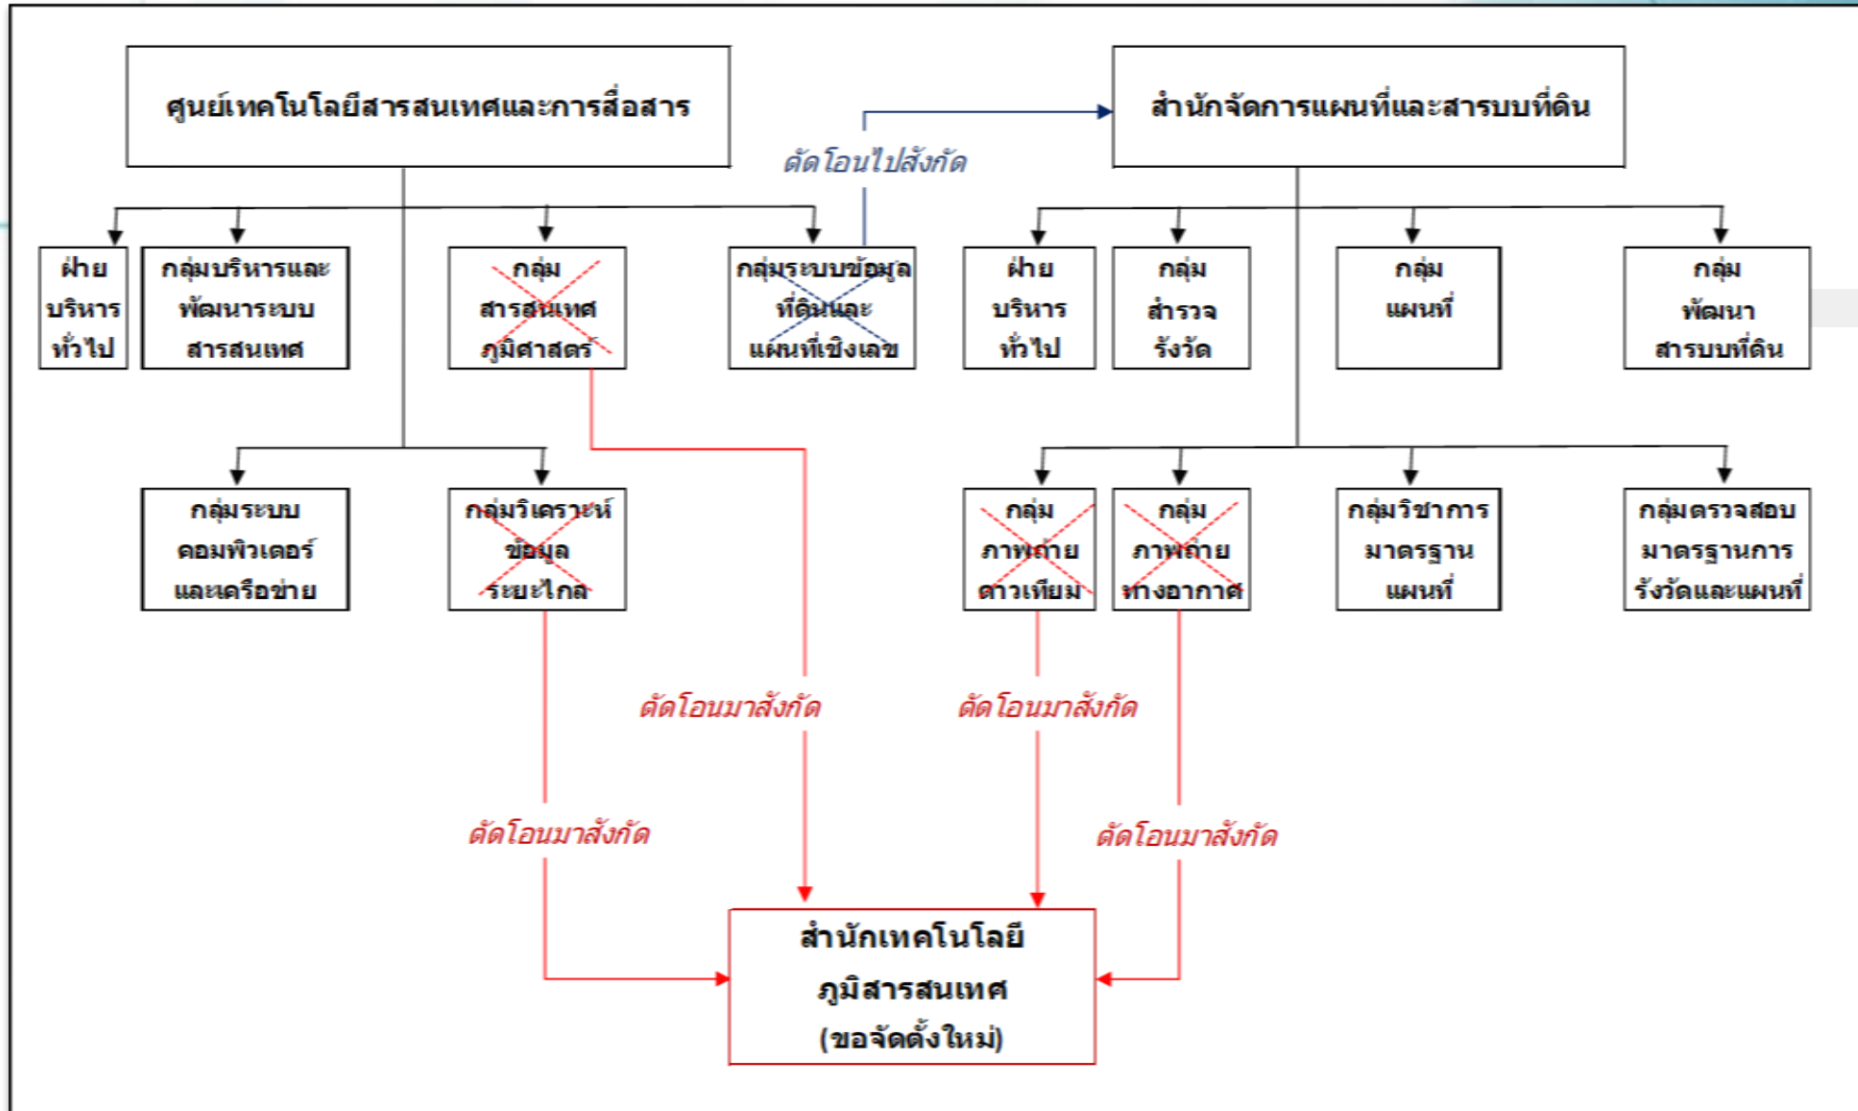 ศูนย์เทคโนโลยีสารสนเทศและการสื่อสาร
สำนักจัดการแผนที่และสารบบที่ดิน
ตัดโอนไปสังกัด
ฝ่าย
บริหาร
ทั่วไป
กลุ่มบริหารและ
พัฒนาระบบ
สารสนเทศ
กลุ่ม
สารสนเทศ
ภูมิศาสตร์
กลุ่มระบบข้อมูล
ที่ดินและ
แผนที่เชิงเลข
ฝ่าย
บริหาร
ทั่วไป
กลุ่ม
สำรวจ
รังวัด
กลุ่ม
แผนที่
กลุ่ม
พัฒนา
สารบบที่ดิน
กลุ่มระบบ
คอมพิวเตอร์
และเครือข่าย
กลุ่มวิเคราะห์
ข้อมูล
ระยะไกล
กลุ่ม
ภาพถ่าย
ดาวเทียม
กลุ่ม
ภาพถ่าย
ทางอากาศ
กลุ่มวิชาการ
มาตรฐาน
แผนที่
กลุ่มตรวจสอบ
มาตรฐานการ
รังวัดและแผนที่
ตัดโอนมาสังกัด
ตัดโอนมาสังกัด
ตัดโอนมาสังกัด
ตัดโอนมาสังกัด
สำนักเทคโนโลยี
ภูมิสารสนเทศ
(ขอจัดตั้งใหม่)